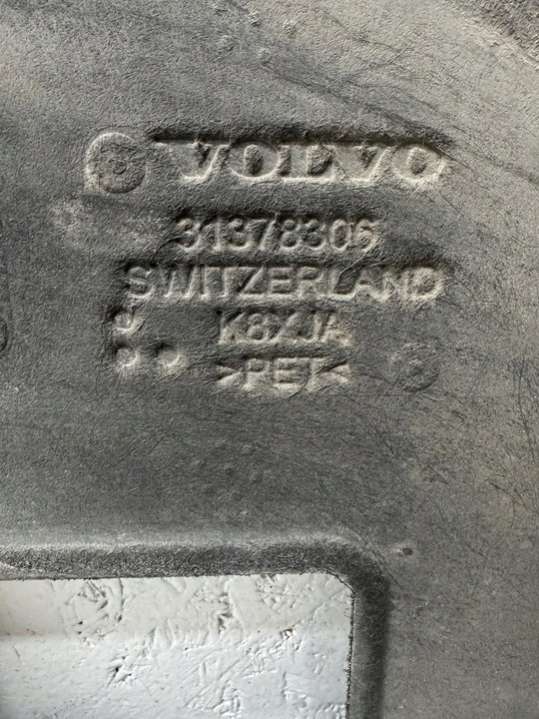 VOLVO
31378306
SWITZERLAND
K8XJA
>PET<